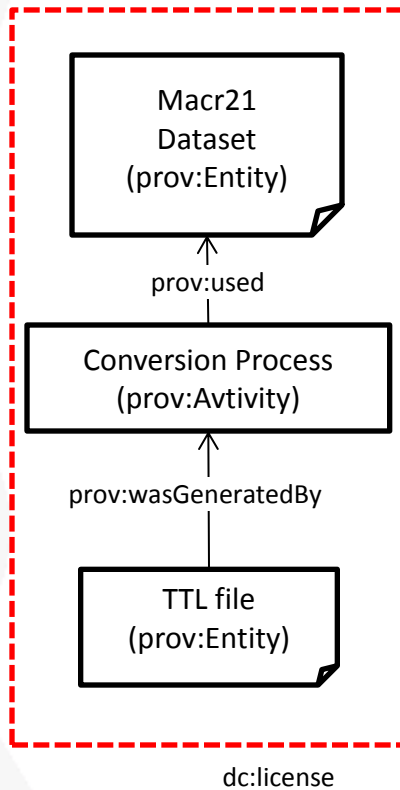 Macr21
Dataset
(prov:Entity)
prov:used
Conversion Process
(prov:Avtivity)
prov:wasGeneratedBy
TTL file
(prov:Entity)
dc:license